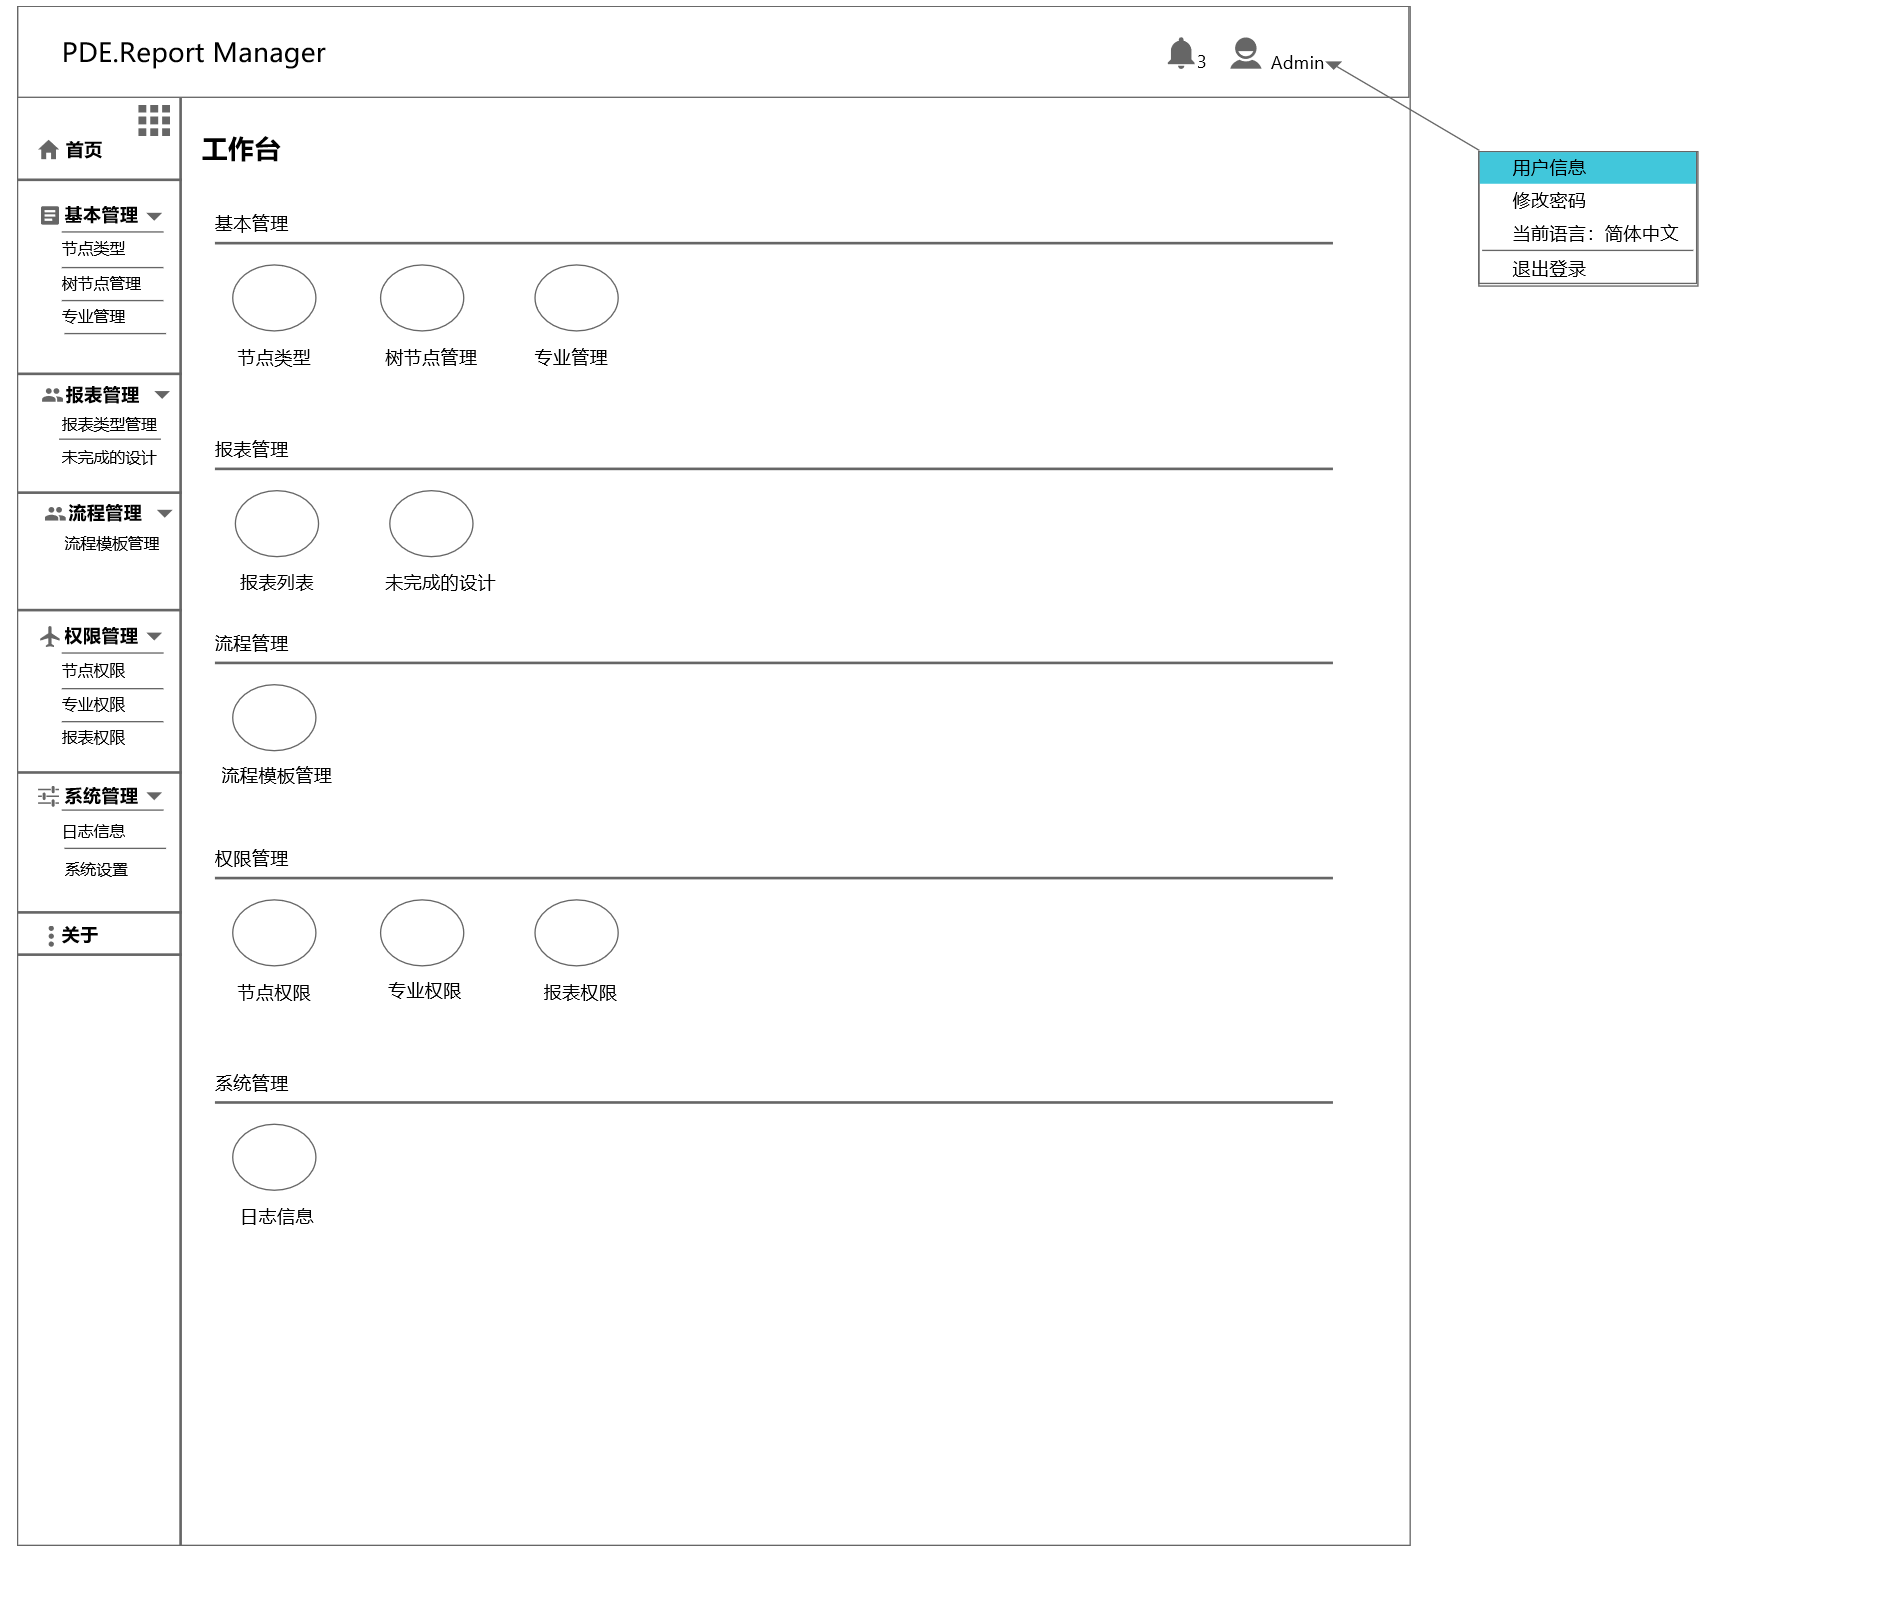 PDE.Report Manager
3
Admin
首页
基本管理
节点类型
树节点管理
专业管理
报表管理
报表类型管理
未完成的设计
流程管理
流程模板管理
权限管理
节点权限
专业权限
报表权限
系统管理
日志信息
系统设置
关于
工作台
基本管理
节点类型
树节点管理
专业管理
报表管理
报表列表
未完成的设计
流程管理
流程模板管理
权限管理
节点权限
专业权限
报表权限
系统管理
日志信息
用户信息
修改密码
当前语言：简体中文
退出登录